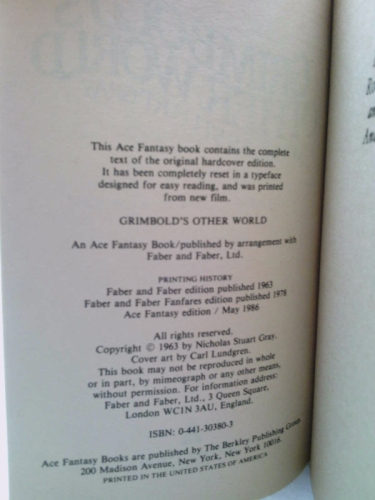 This Ace Fantasy book contains the complete
text of the original hardcover edition.
It has been completely reset in a typeface
designed for easy reading, and was printed
from new film.
GRIMBOLD'S OTHER WORLD
An Ace Fantasy Book/published by arrangement with
Faber and Faber, Ltd.
PRINTING HISTORY
Faber and Faber edition published 1963
Faber and Faber Fanfares edition published 1978
Ace Fantasy edition / May 1986
All rights reserved.
Copyright © 1963 by Nicholas Stuart Gray.
Cover art by Carl Lundgren.
This book may not be reproduced in whole
or in part, by mimeograph or any other means,
without permission. For information address:
Faber and Faber, Ltd., 3 Queen Square,
London WC1N 3AU, England.
ISBN: 0-441-30380-3
Ace Fantasy Books are published by The Berkley Publishing Group,
200 Madison Avenue, New York, New York 10016.
PRINTED IN THE UNITED STATES OF AMERICA